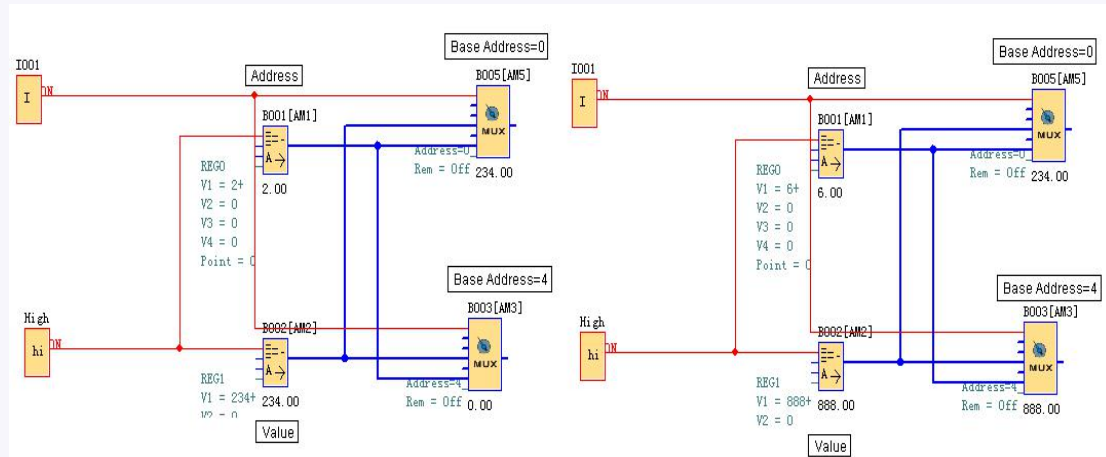 Base Address=0
I001
B005[AM5]
Address
I
ON
B001[AM1]
MUX
A
Address=0
REG0
Rem = Off
234.00
V1 = 2+
2.00
V2 = 0
V3 = 0
V4 = 0
Point = 0
Base Address=4
High
B003[AM3]
B002[AM2]
hi
ON
MUX
REG1
A
Address=4
V1 = 234+
234.00
Rem = Off
0.00
V2 = 0
Value
Base Address=0
I001
B005[AM5]
Address
I
ON
B001[AM1]
MUX
A
Address=0
REG0
Rem = Off
234.00
V1 = 6+
6.00
V2 = 0
V3 = 0
V4 = 0
Point = 0
Base Address=4
High
B003[AM3]
B002[AM2]
hi
ON
MUX
REG1
A
Address=4
V1 = 888+
888.00
Rem = Off
888.00
V2 = 0
Value